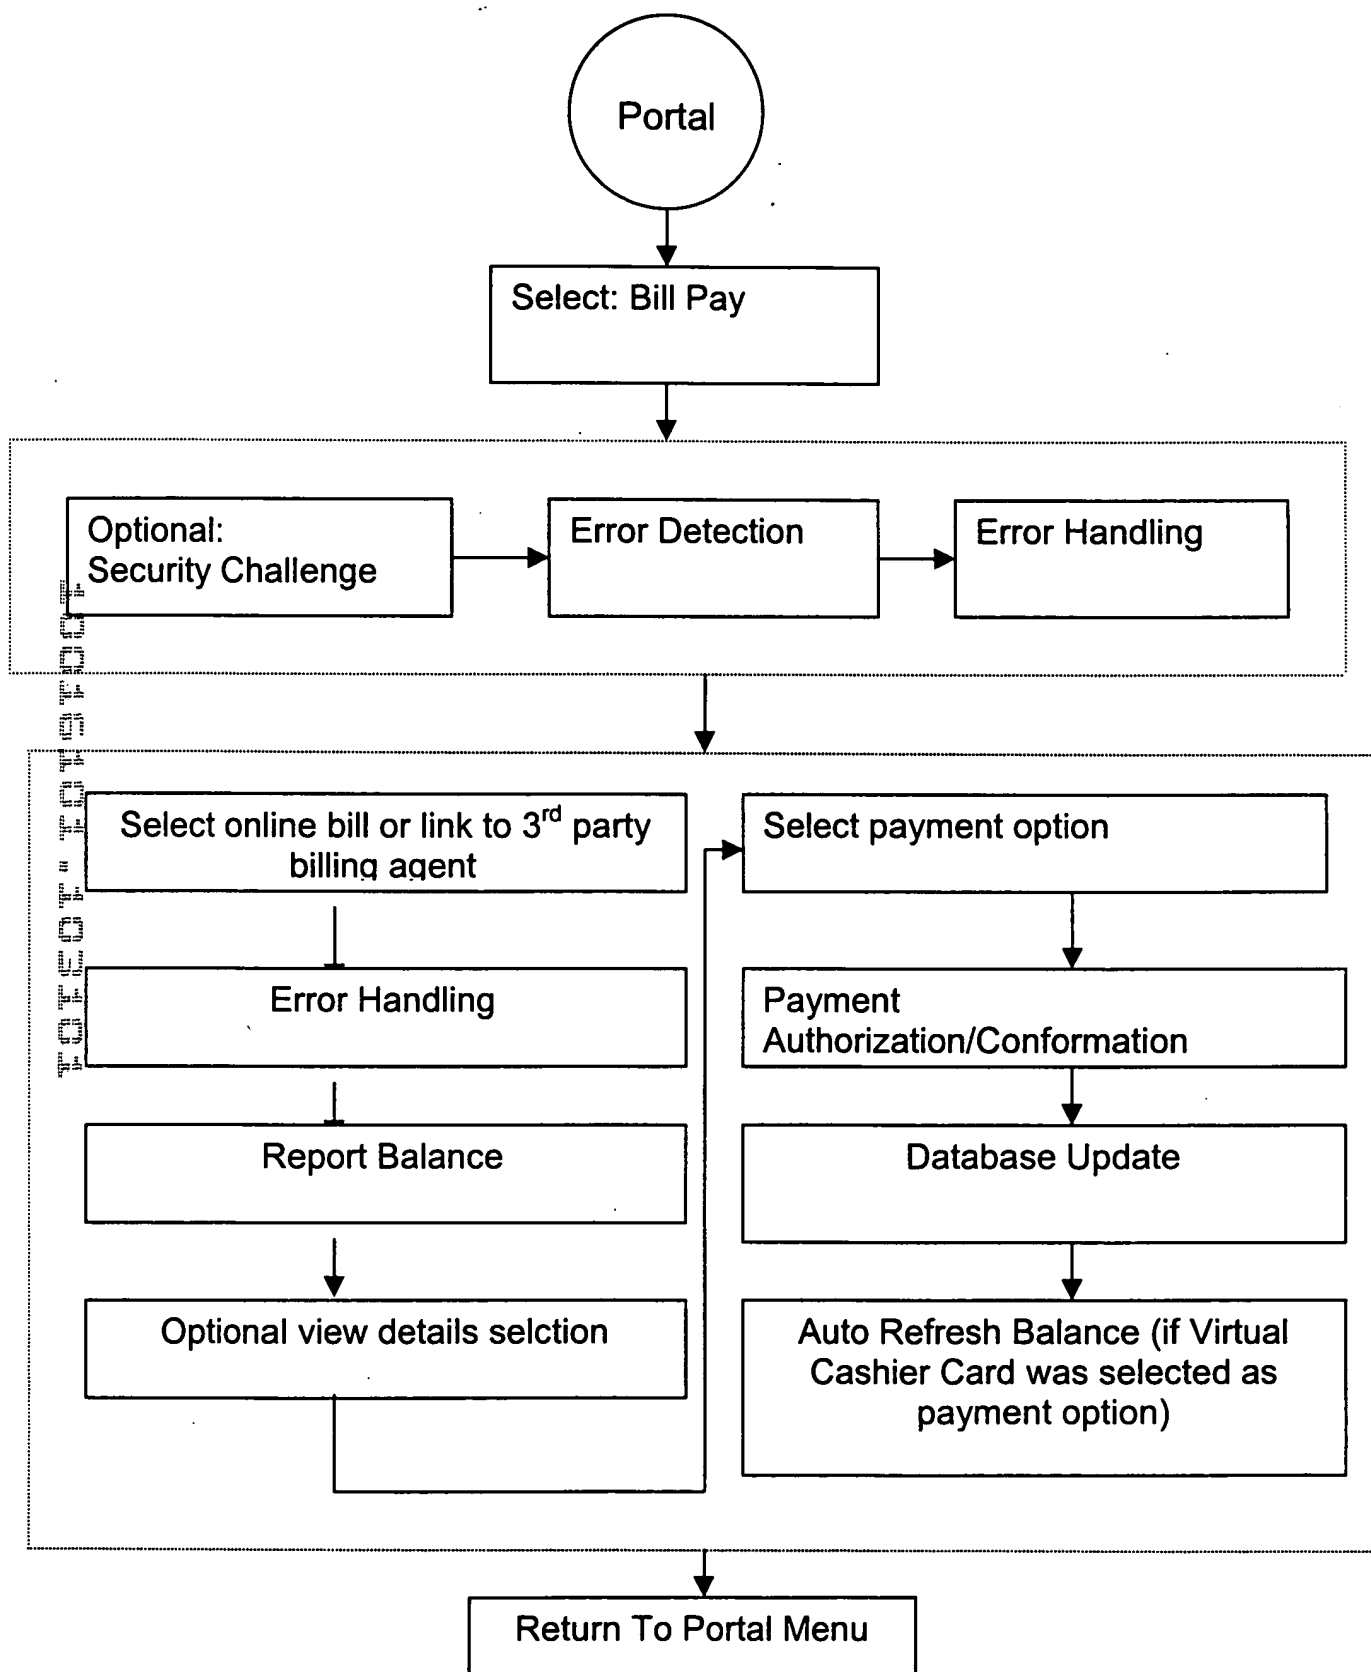 Portal
Select: Bill Pay
Optional:
Security Challenge
Error Detection
Error Handling
Select online bill or link to 3rd party
billing agent
Error Handling
Report Balance
Optional view details selction
Select payment option
Payment
Authorization/Conformation
Database Update
Auto Refresh Balance (if Virtual
Cashier Card was selected as
payment option)
Return To Portal Menu